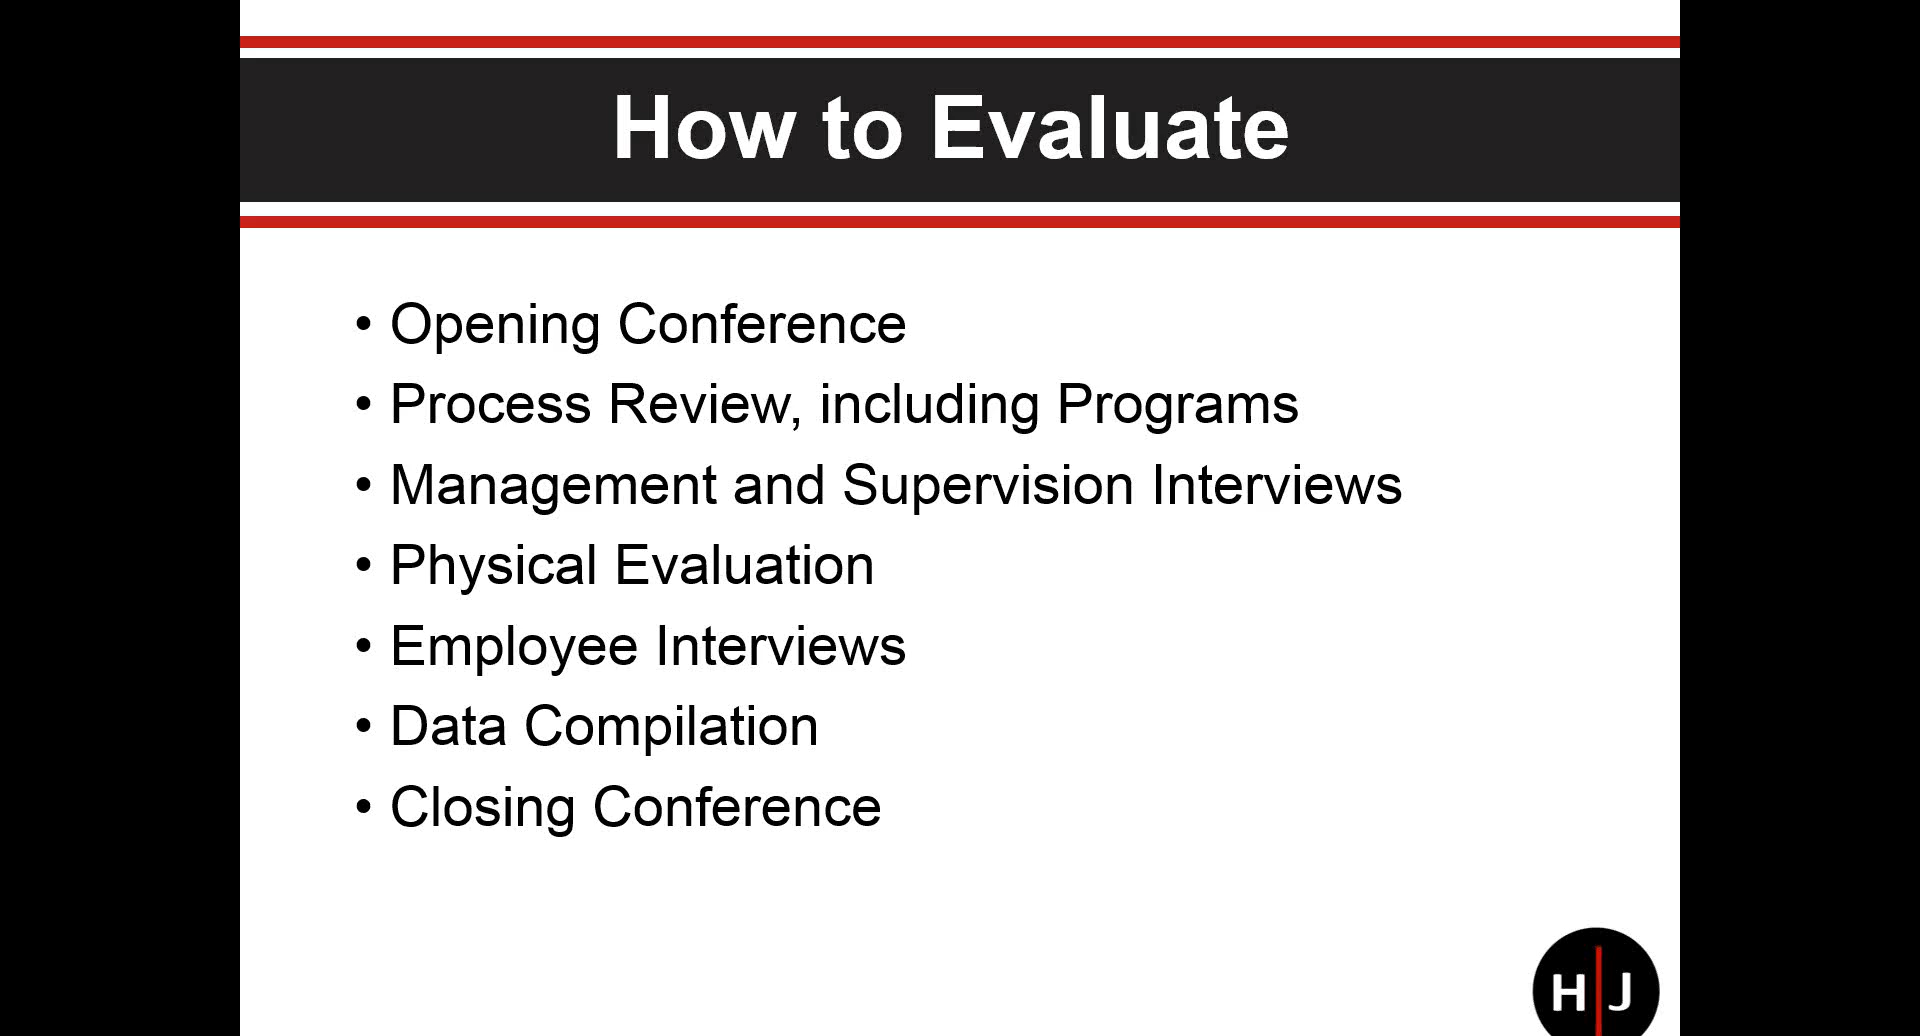 How to Evaluate
• Opening Conference
• Process Review, including Programs
• Management and Supervision Interviews
• Physical Evaluation
• Employee Interviews
• Data Compilation
• Closing Conference
H|J